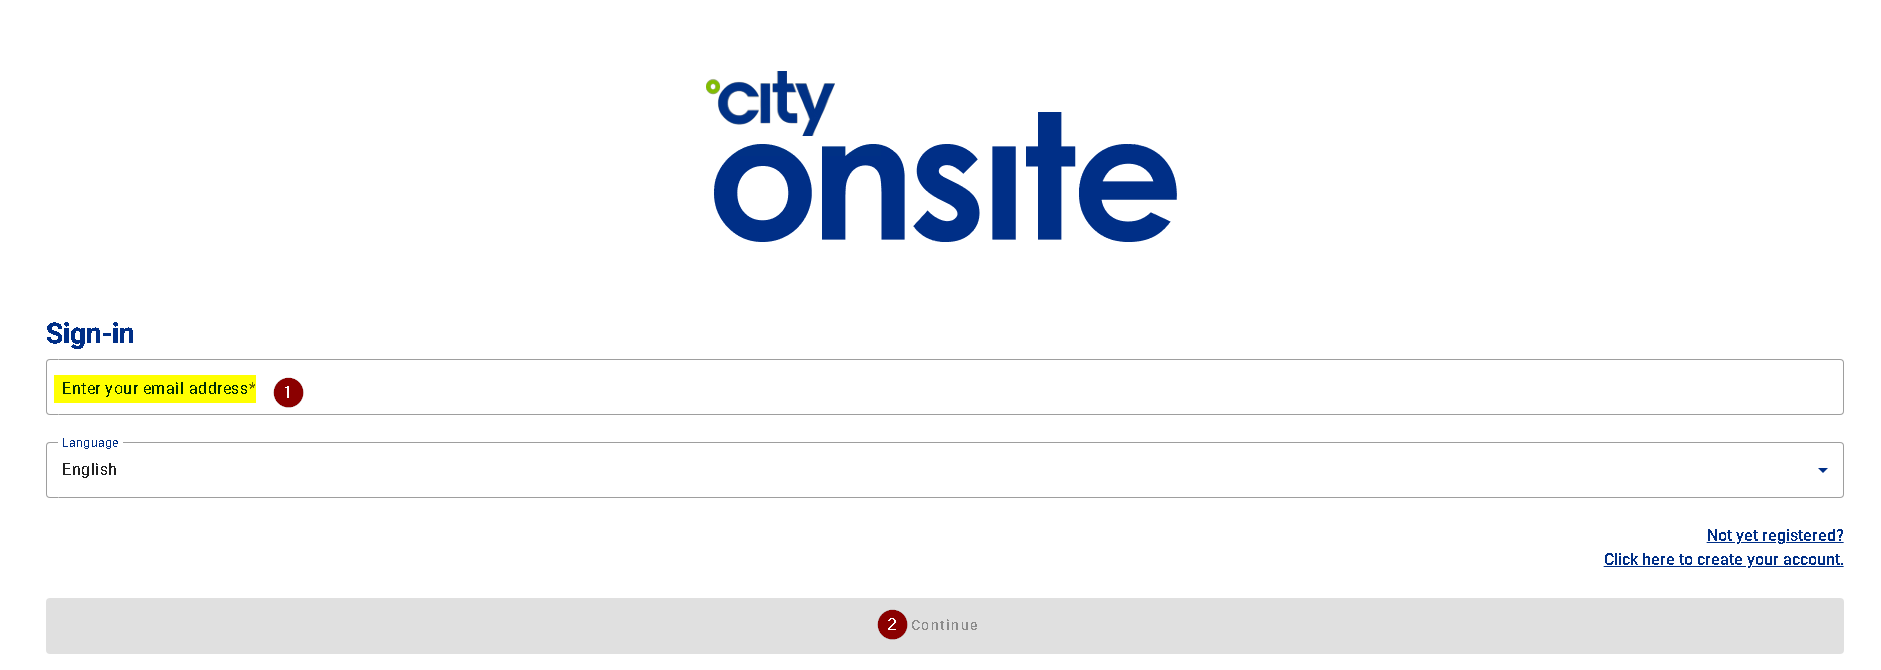 city
onsite
Sign-in
Enter your email address* 1
Language
English
Not yet registered?
Click here to create your account.
2 Continue